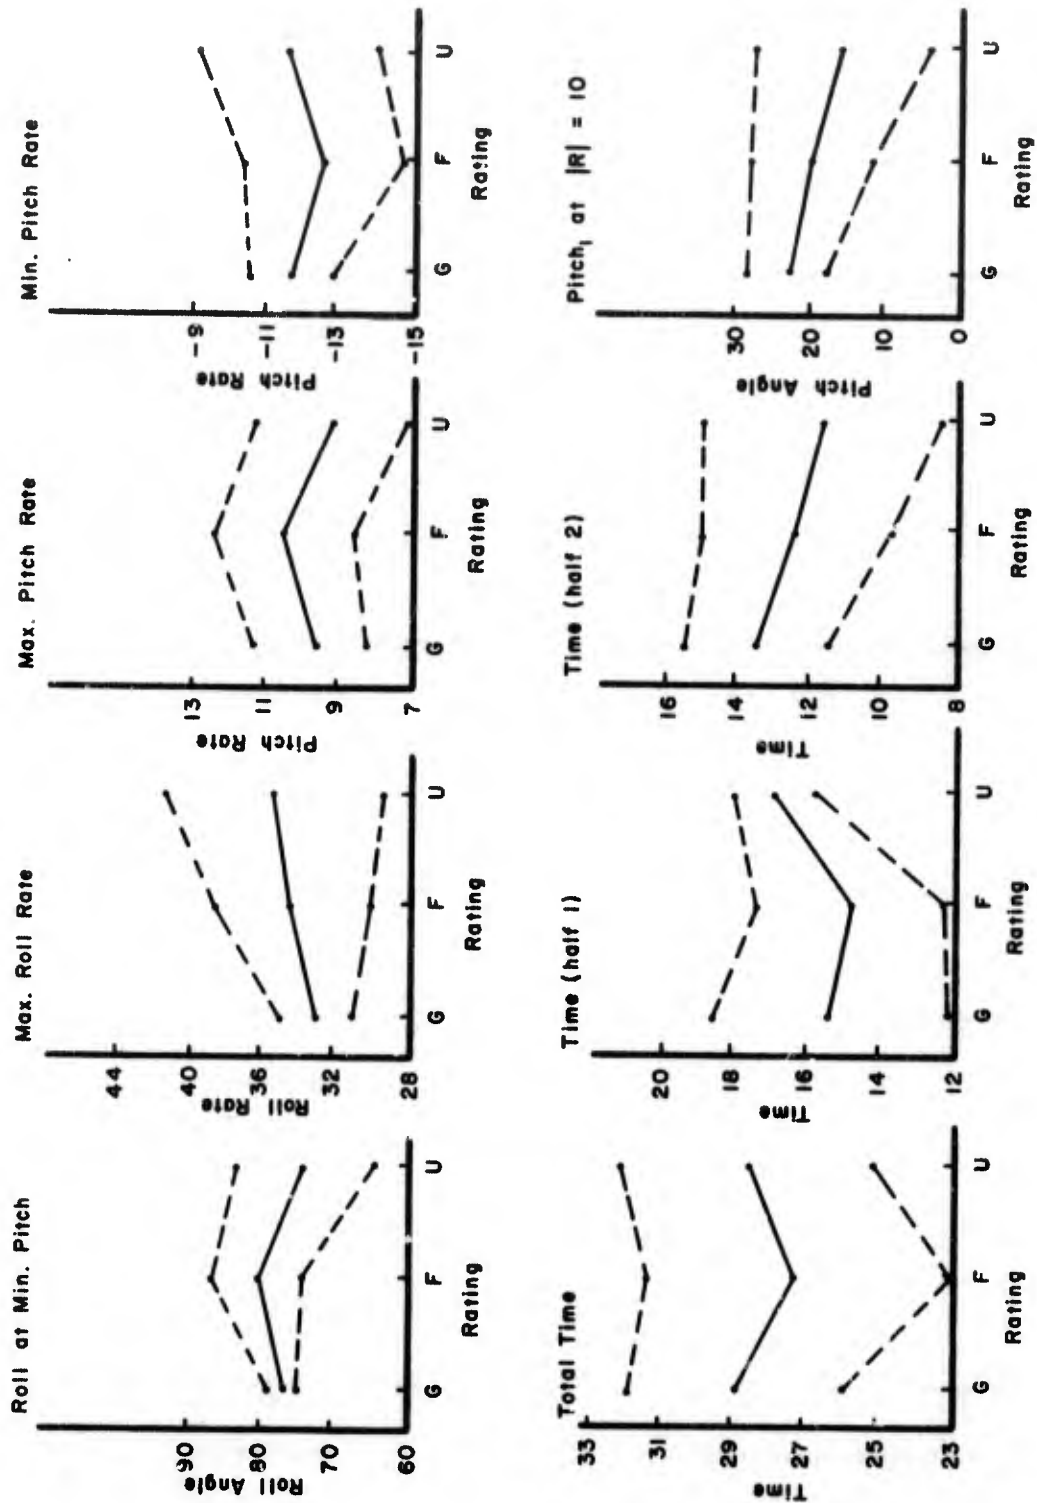 Roll at Min. Pitch
90
80
70
60
Roll Angle
G F U
Rating
Max. Roll Rate
44
40
36
32
28
Roll Rate
G F U
Rating
Max. Pitch Rate
13
11
9
7
Pitch Rate
G F U
Rating
Min. Pitch Rate
-9
-11
-13
-15
Pitch Rate
G F U
Rating
Total Time
33
31
29
27
25
23
Time
G F U
Rating
Time (half 1)
20
18
16
14
12
Time
G F U
Rating
Time (half 2)
16
14
12
10
8
Time
G F U
Rating
Pitch₁ at |R| = 10
30
20
10
0
Pitch Angle
G F U
Rating